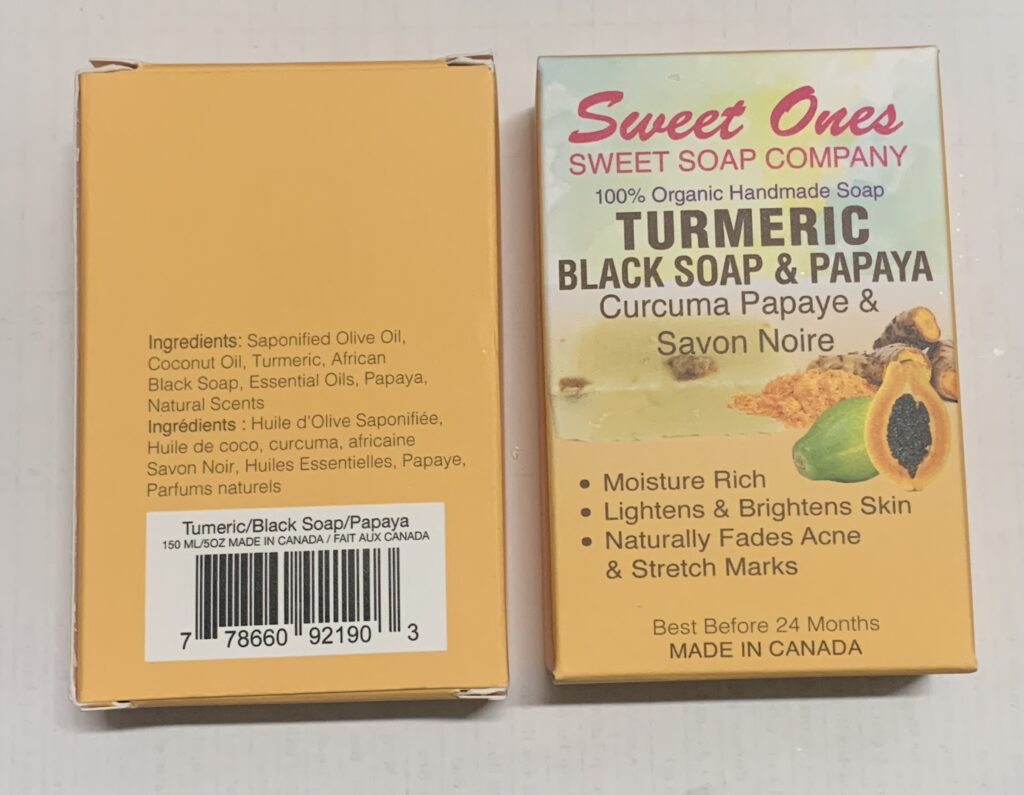 Ingredients: Saponified Olive Oil,
Coconut Oil, Turmeric, African
Black Soap, Essential Oils, Papaya,
Natural Scents
Ingrédients : Huile d'Olive Saponifiée,
Huile de coco, curcuma, africaine
Savon Noir, Huiles Essentielles, Papaye,
Parfums naturels
Tumeric/Black Soap/Papaya
150 ML/5OZ MADE IN CANADA / FAIT AUX CANADA
7 78660 92190 3
Sweet Ones
SWEET SOAP COMPANY
100% Organic Handmade Soap
TURMERIC
BLACK SOAP & PAPAYA
Curcuma Papaye &
Savon Noire
• Moisture Rich
• Lightens & Brightens Skin
• Naturally Fades Acne
& Stretch Marks
Best Before 24 Months
MADE IN CANADA